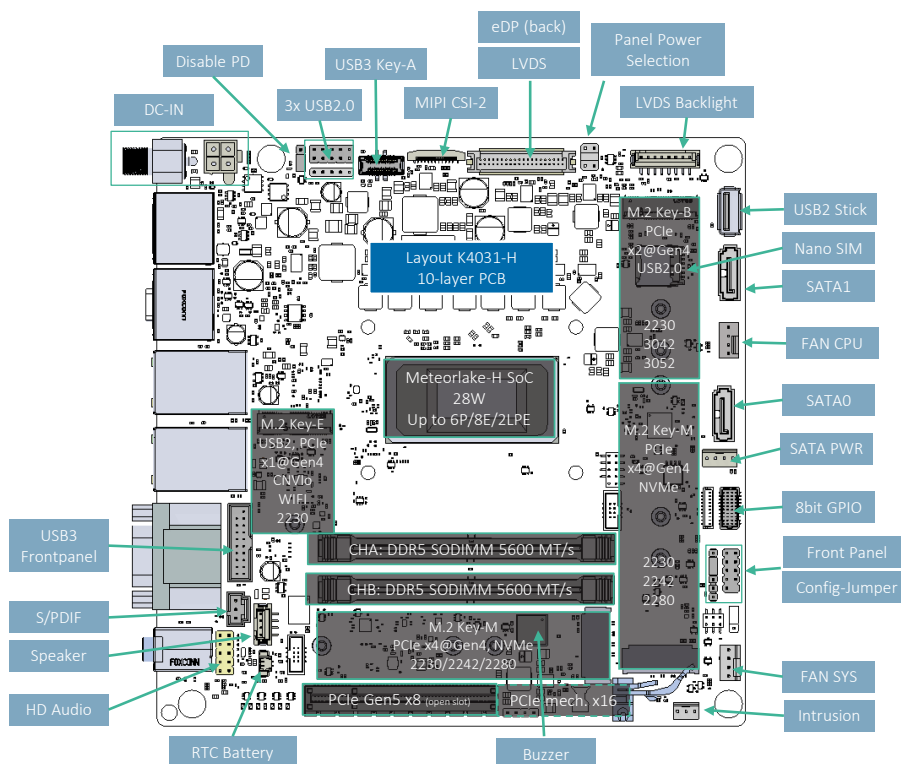 eDP (back)
LVDS
Panel Power
Selection
Disable PD
USB3 Key-A
3x USB2.0
MIPI CSI-2
LVDS Backlight
DC-IN
USB2 Stick
Nano SIM
SATA1
FAN CPU
SATA0
SATA PWR
8bit GPIO
Front Panel
Config-Jumper
FAN SYS
Intrusion
Buzzer
RTC Battery
HD Audio
Speaker
S/PDIF
USB3
Frontpanel
Layout K4031-H
10-layer PCB
M.2 Key-B
PCIe
x2@Gen4
USB2.0
2230
3042
3052
Meteorlake-H SoC
28W
Up to 6P/8E/2LPE
M.2 Key-E
USB2; PCIe
x1@Gen4
CNVIo
WIFI
2230
M.2 Key-M
PCIe
x4@Gen4
NVMe
2230
2242
2280
CHA: DDR5 SODIMM 5600 MT/s
CHB: DDR5 SODIMM 5600 MT/s
M.2 Key-M
PCIe x4@Gen4, NVMe
2230/2242/2280
PCIe Gen5 x8 (open slot)
PCIe mech. x16
FOXCONN
FOXCONN